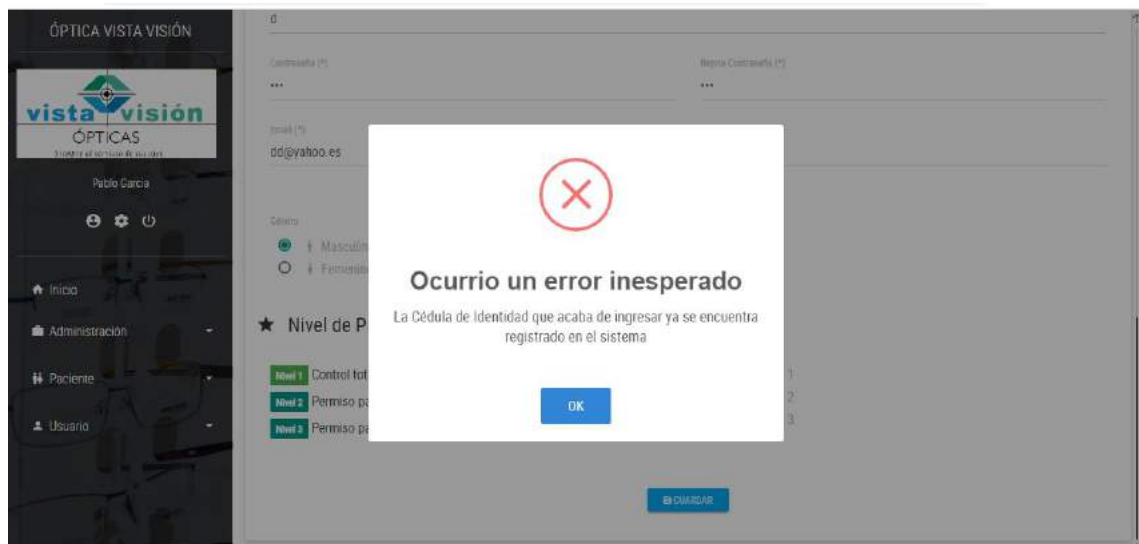 ÓPTICA VISTA VISIÓN
vista visión
ÓPTICAS
Pablo Garcia
Inicio
Administración
Paciente
Usuario
d
Contraseña (*)
Repita Contraseña (*)
***
***
Email (*)
dd@yahoo.es
Género
Masculin
Femenino
Nivel de P
Nivel 1 Control tot
1
Nivel 2 Permiso pa
2
Nivel 3 Permiso pa
3
Ocurrio un error inesperado
La Cédula de Identidad que acaba de ingresar ya se encuentra
registrado en el sistema
OK
GUARDAR